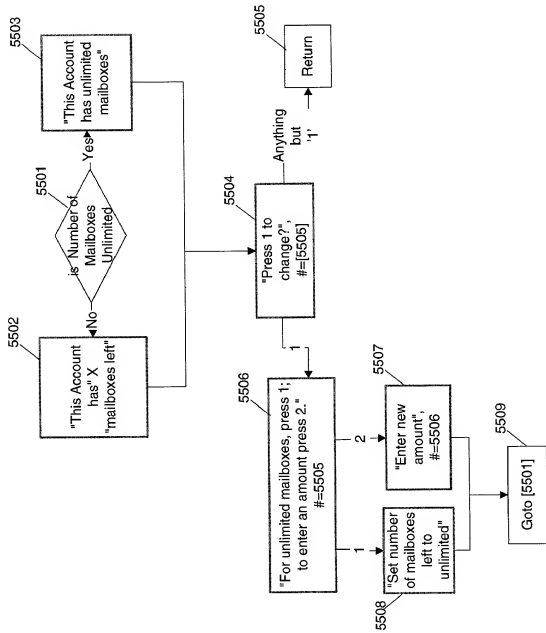 5501
is Number of
Mailboxes
Unlimited
No
Yes
5502
"This Account
has" X
"mailboxes left"
5503
"This Account
has unlimited
mailboxes"
5504
"Press 1 to
change?",
#=[5505]
Anything
but
'1'
5505
Return
1
5506
"For unlimited mailboxes, press 1;
to enter an amount press 2."
#=5505
1
2
5508
"Set number
of mailboxes
left to
unlimited"
5507
"Enter new
amount",
#=5506
5509
Goto [5501]